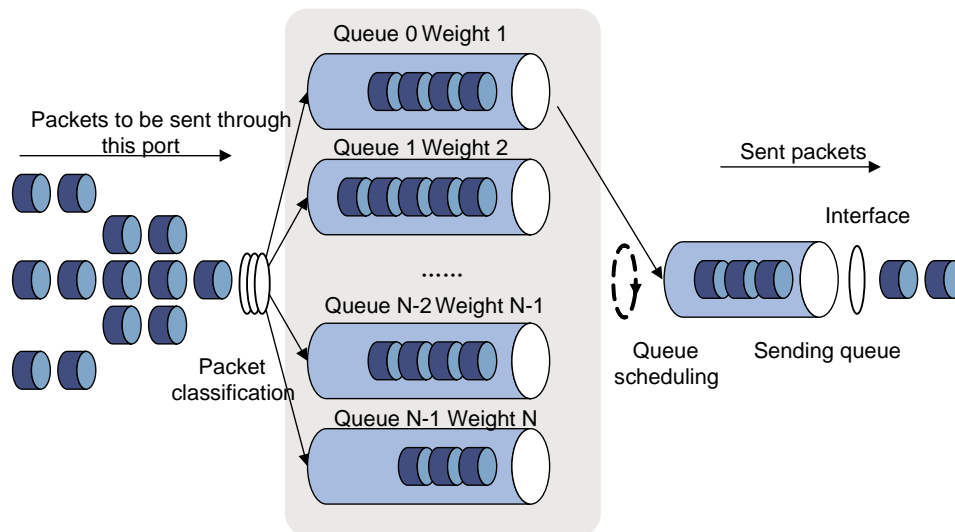 Queue 0 Weight 1
Packets to be sent through
this port
Queue 1 Weight 2
Sent packets
Interface
......
Queue N-2 Weight N-1
Packet
classification
Queue
scheduling
Sending queue
Queue N-1 Weight N